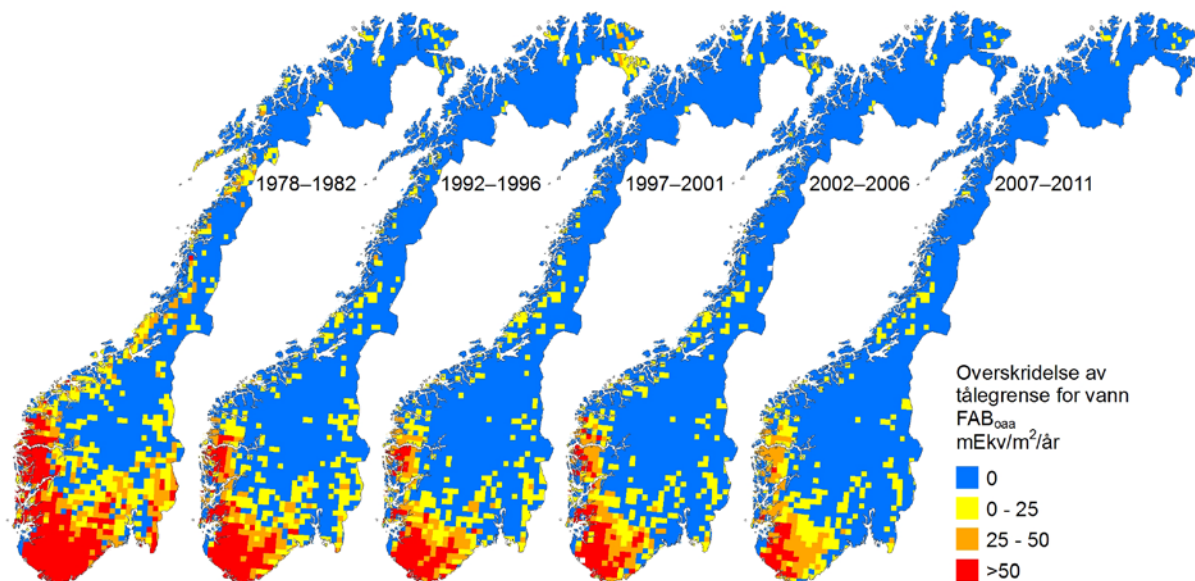 1978–1982
1992–1996
1997–2001
2002–2006
2007–2011
Overskridelse av
tålegrense for vann
FABoaa
mEkv/m²/år
0
0 - 25
25 - 50
>50